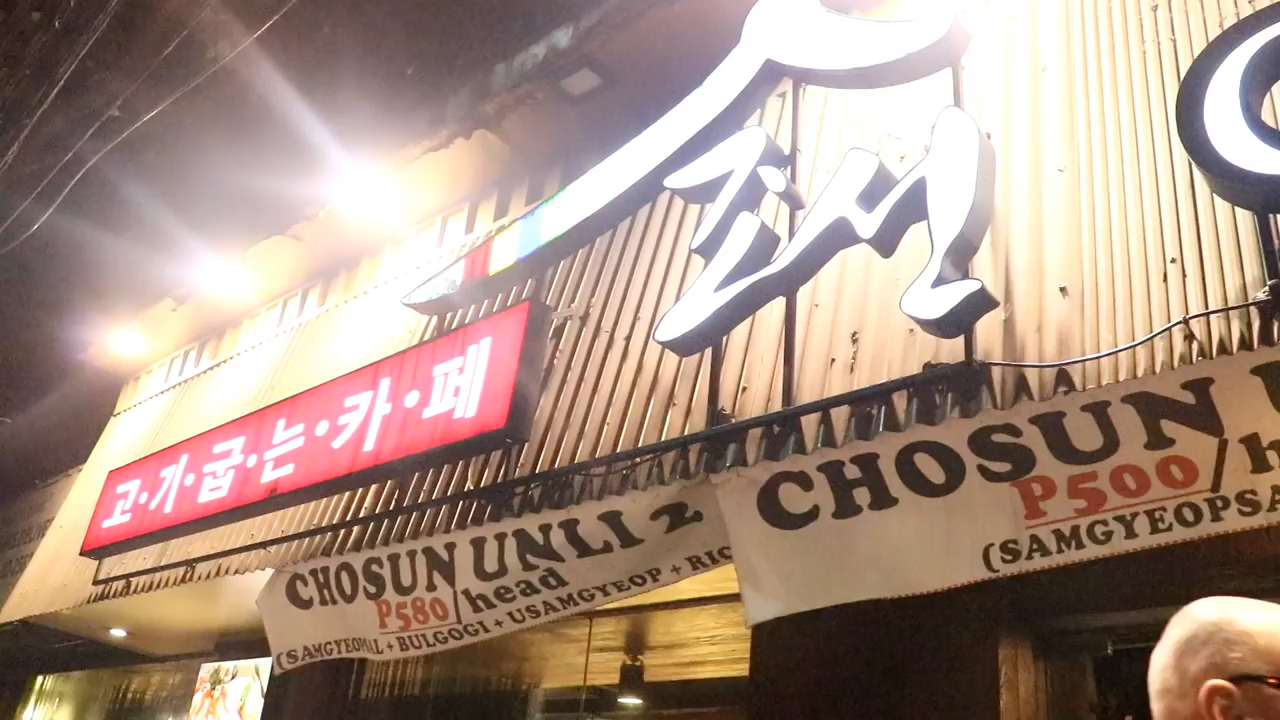 조선
고·기·굽·는·카·페
CHOSUN UNLI 2
P580/head
(SAMGYEOPSAL + BULGOGI + USAMGYEOP + RIC
CHOSUN
P500/h
(SAMGYEOPSA